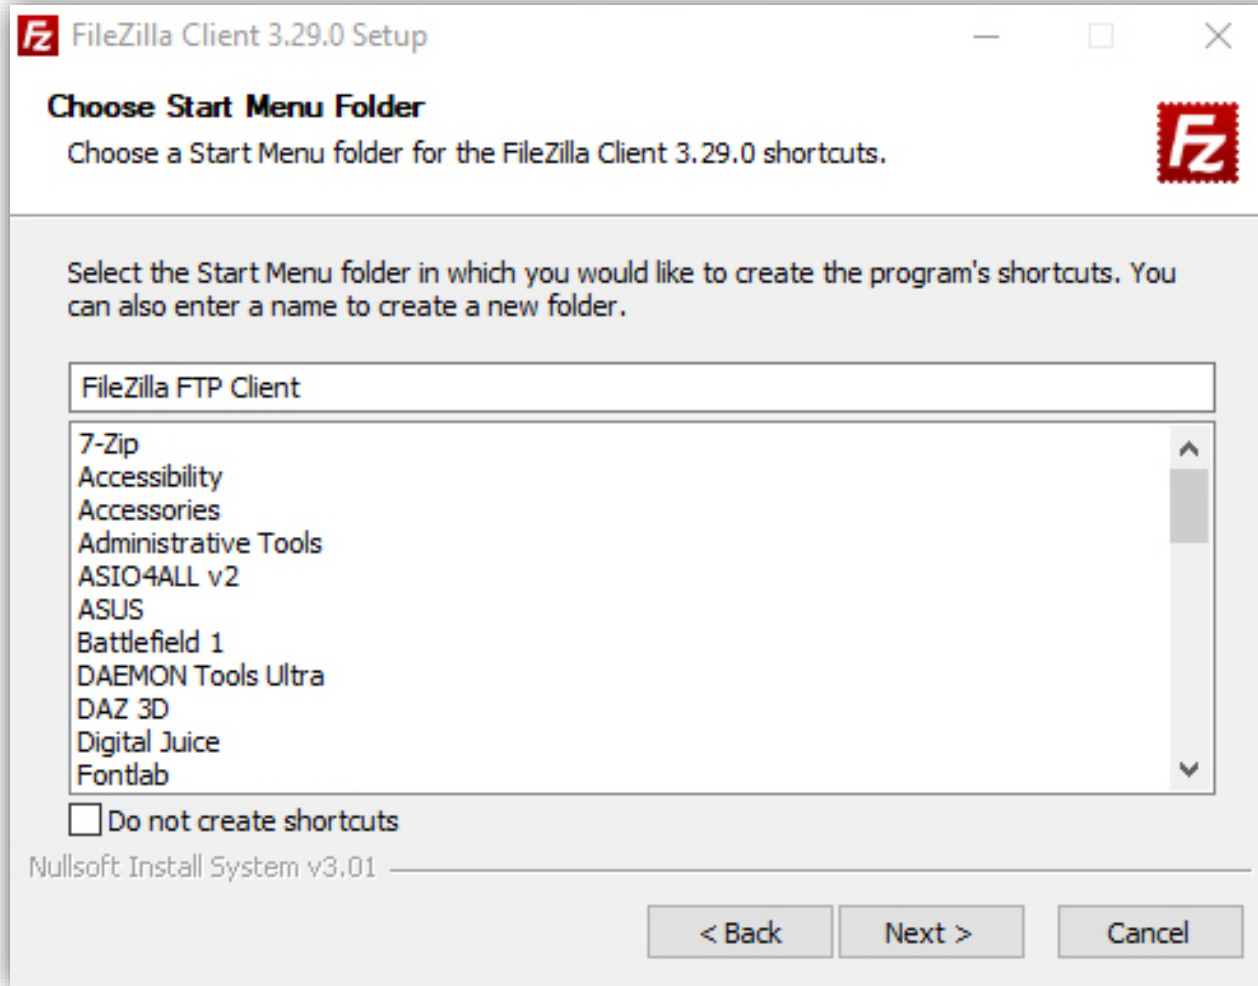 Fz FileZilla Client 3.29.0 Setup
Choose Start Menu Folder
Choose a Start Menu folder for the FileZilla Client 3.29.0 shortcuts.
Fz
Select the Start Menu folder in which you would like to create the program's shortcuts. You
can also enter a name to create a new folder.
FileZilla FTP Client
7-Zip
Accessibility
Accessories
Administrative Tools
ASIO4ALL v2
ASUS
Battlefield 1
DAEMON Tools Ultra
DAZ 3D
Digital Juice
Fontlab
Do not create shortcuts
Nullsoft Install System v3.01
< Back Next > Cancel